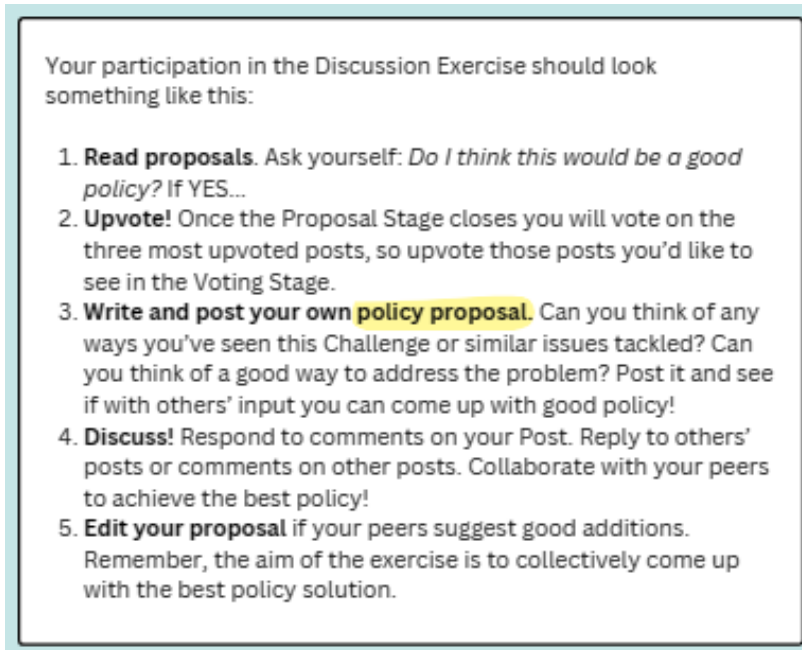 Your participation in the Discussion Exercise should look
something like this:
1. Read proposals. Ask yourself: Do I think this would be a good
policy? If YES...
2. Upvote! Once the Proposal Stage closes you will vote on the
three most upvoted posts, so upvote those posts you’d like to
see in the Voting Stage.
3. Write and post your own policy proposal. Can you think of any
ways you’ve seen this Challenge or similar issues tackled? Can
you think of a good way to address the problem? Post it and see
if with others’ input you can come up with good policy!
4. Discuss! Respond to comments on your Post. Reply to others’
posts or comments on other posts. Collaborate with your peers
to achieve the best policy!
5. Edit your proposal if your peers suggest good additions.
Remember, the aim of the exercise is to collectively come up
with the best policy solution.